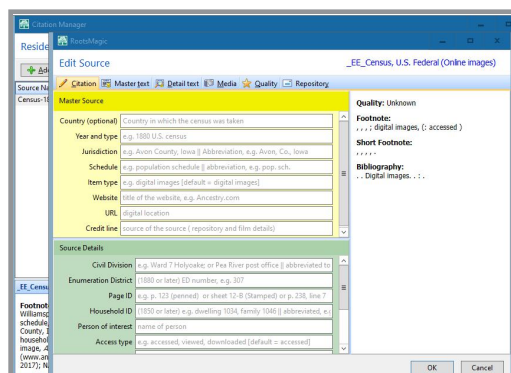 Citation Manager
RootsMagic
Reside
Edit Source
_EE_Census, U.S. Federal (Online images)
Add
Citation Master text Detail text Media Quality Repository
Source Na
Census-18
Master Source
Country (optional) Country in which the census was taken
Year and type e.g. 1880 U.S. census
Jurisdiction e.g. Avon County, Iowa || Abbreviation, e.g. Avon, Co., Iowa
Schedule e.g. population schedule || abbreviation, e.g. pop. sch.
Item type e.g. digital images [default = digital images]
Website title of the website, e.g. Ancestry.com
URL digital location
Credit line source of the source ( repository and film details)
Source Details
Civil Division e.g. Ward 7 Holyoake; or Pea River post office || abbreviated to
Enumeration District (1880 or later) ED number, e.g. 307
Page ID e.g. p. 123 (penned) or sheet 12-B (Stamped) or p. 238, line 7
Household ID (1850 or later) e.g. dwelling 1034, family 1046 || abbreviated, e.g
Person of interest name of person
Access type e.g. accessed, viewed, downloaded [default = accessed]
Quality: Unknown
Footnote:
, , , ; digital images, (: accessed )
Short Footnote:
, , , , .
Bibliography:
. . Digital images. . : .
_EE_Censu
Footnot
Williamsp
schedule,
County, I
househol
image, A
(www.an
2017); N
OK Cancel